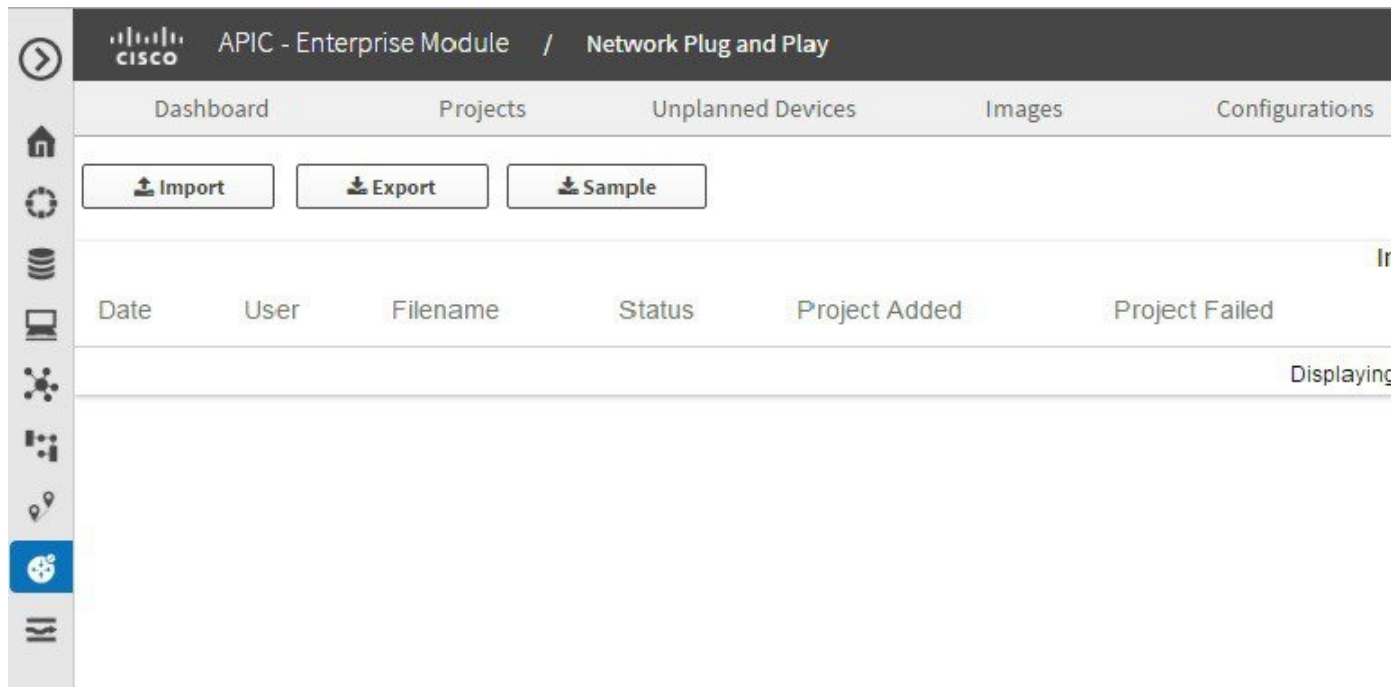 CISCO APIC - Enterprise Module / Network Plug and Play
Dashboard Projects Unplanned Devices Images Configurations
Import Export Sample
Date User Filename Status Project Added Project Failed
Displaying